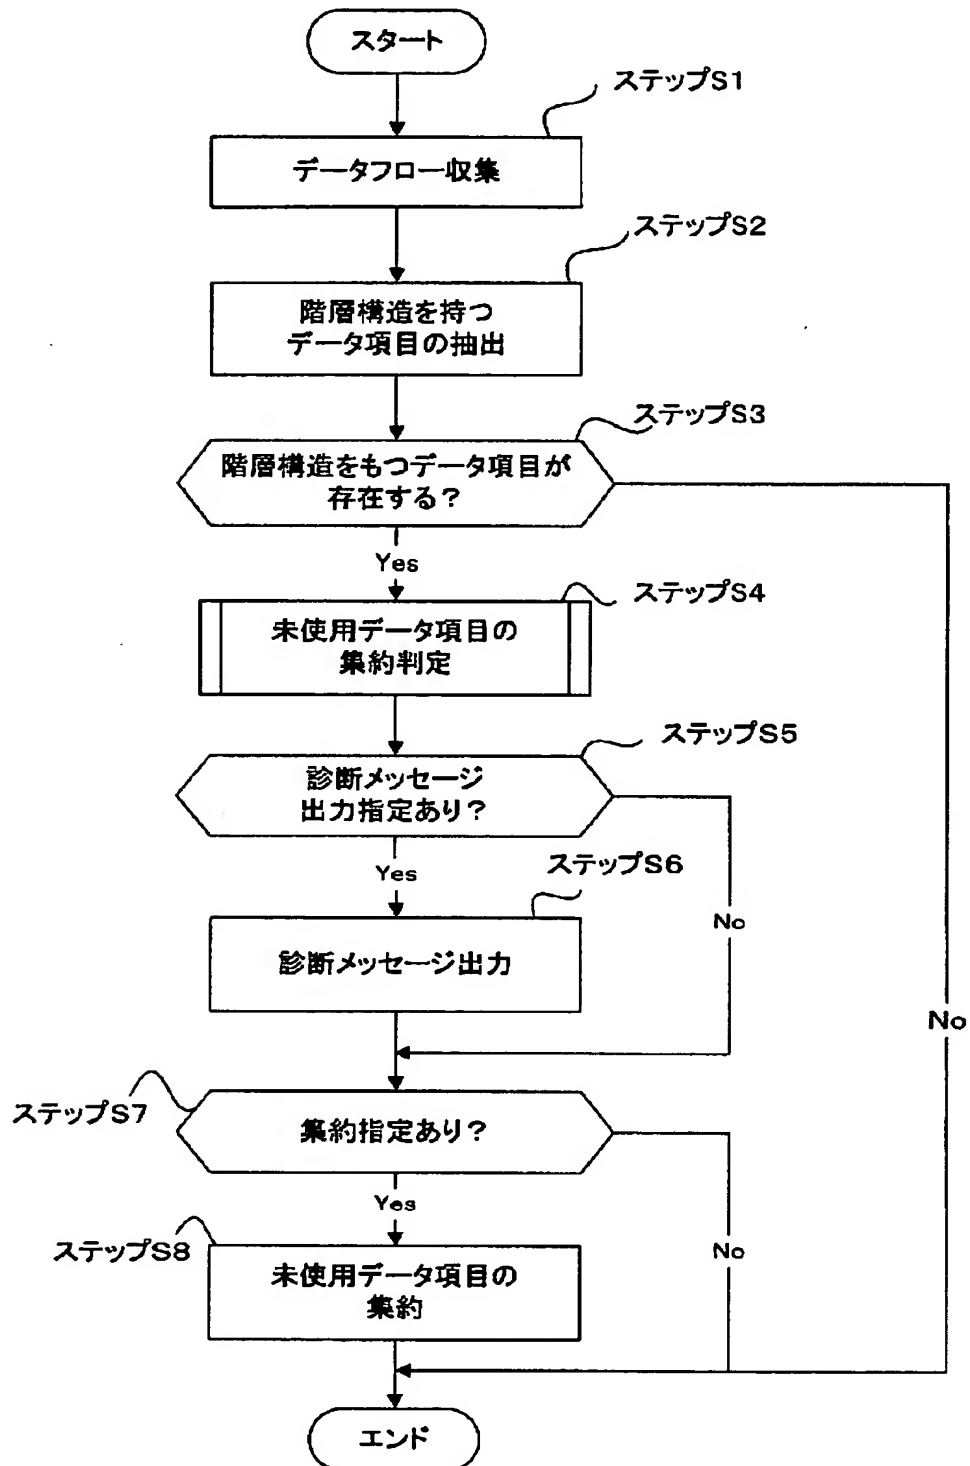 スタート
ステップS1
データフロー収集
ステップS2
階層構造を持つ
データ項目の抽出
ステップS3
階層構造をもつデータ項目が
存在する?
Yes
ステップS4
未使用データ項目の
集約判定
ステップS5
診断メッセージ
出力指定あり?
Yes
ステップS6
No
診断メッセージ出力
No
ステップS7
集約指定あり?
Yes
ステップS8
No
未使用データ項目の
集約
エンド